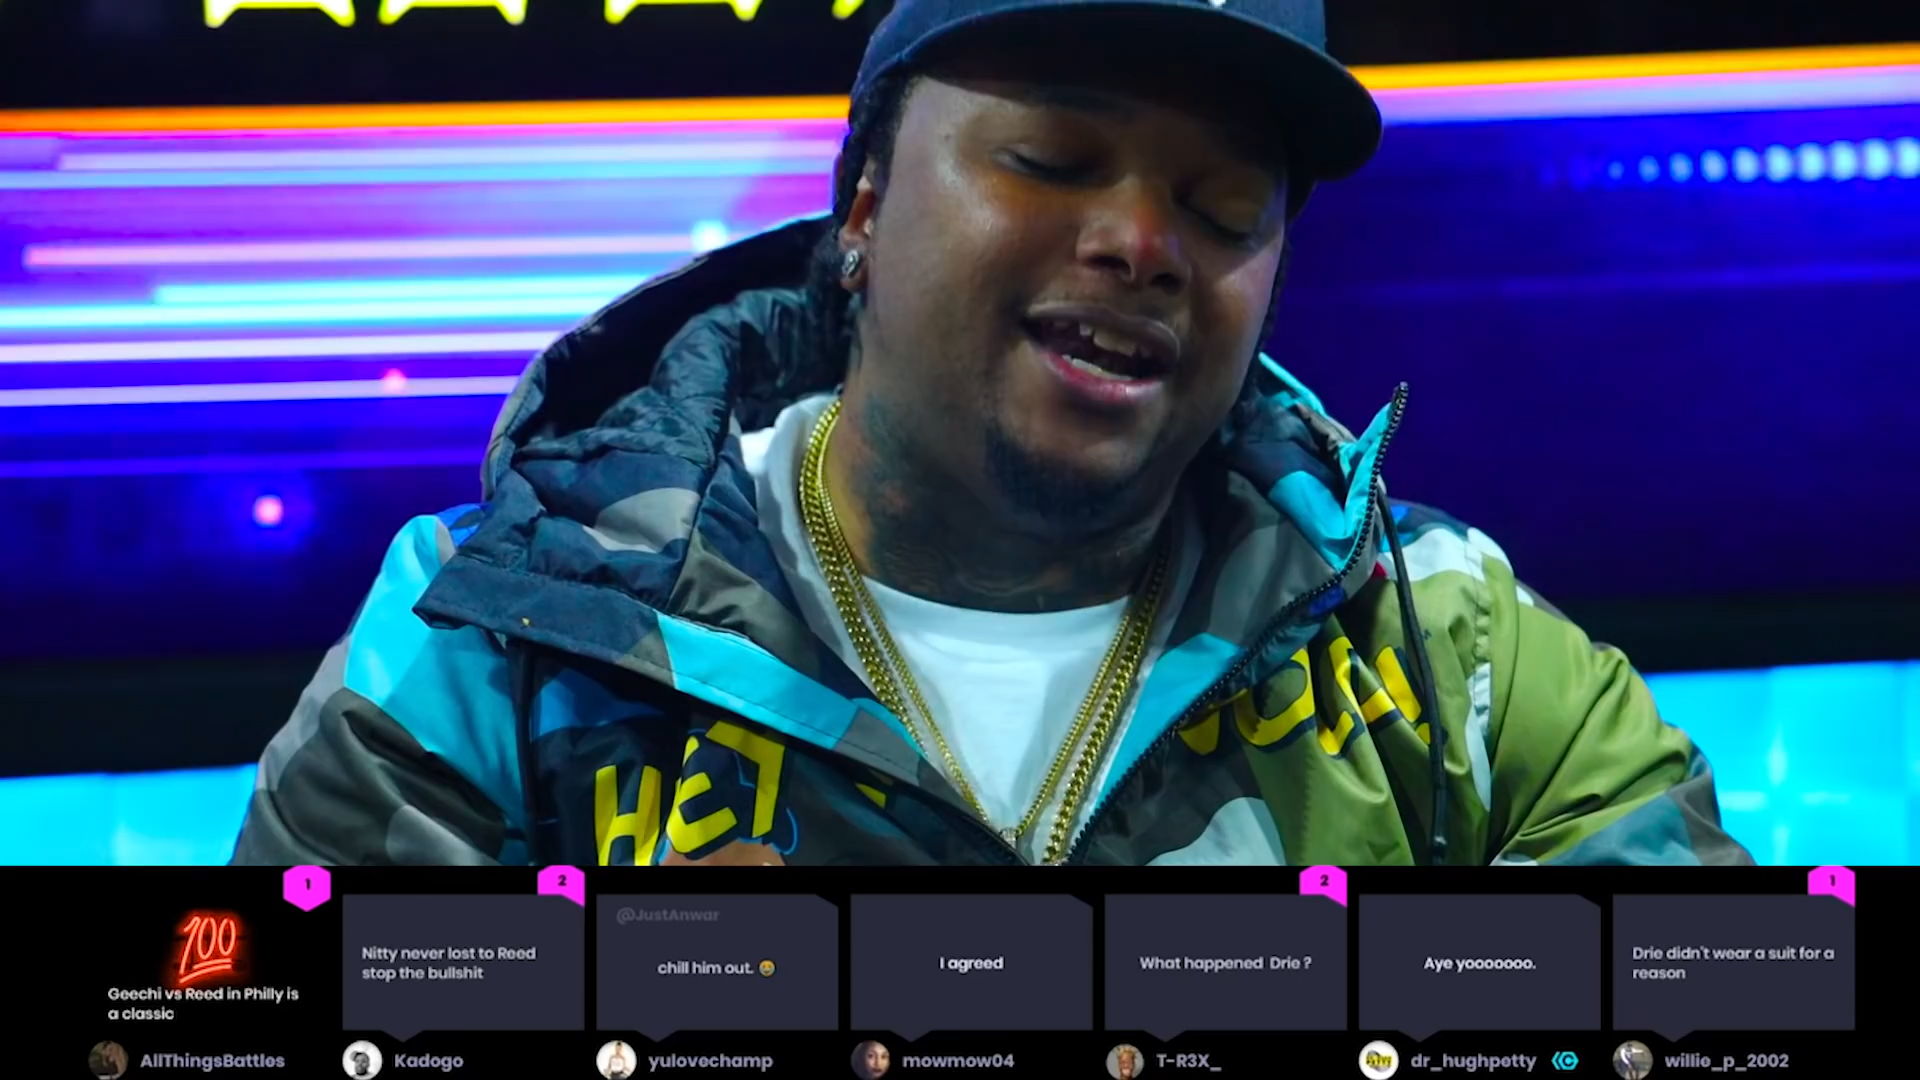 HET
1
2
2
1
100
Geechi vs Reed in Philly is
a classic
Nitty never lost to Reed
stop the bullshit
@JustAnwar
chill him out. 😭
I agreed
What happened Drie ?
Aye yooooooo.
Drie didn't wear a suit for a
reason
AllThingsBattles
Kadogo
yulovechamp
mowmow04
T-R3X_
dr_hughpetty
willie_p_2002